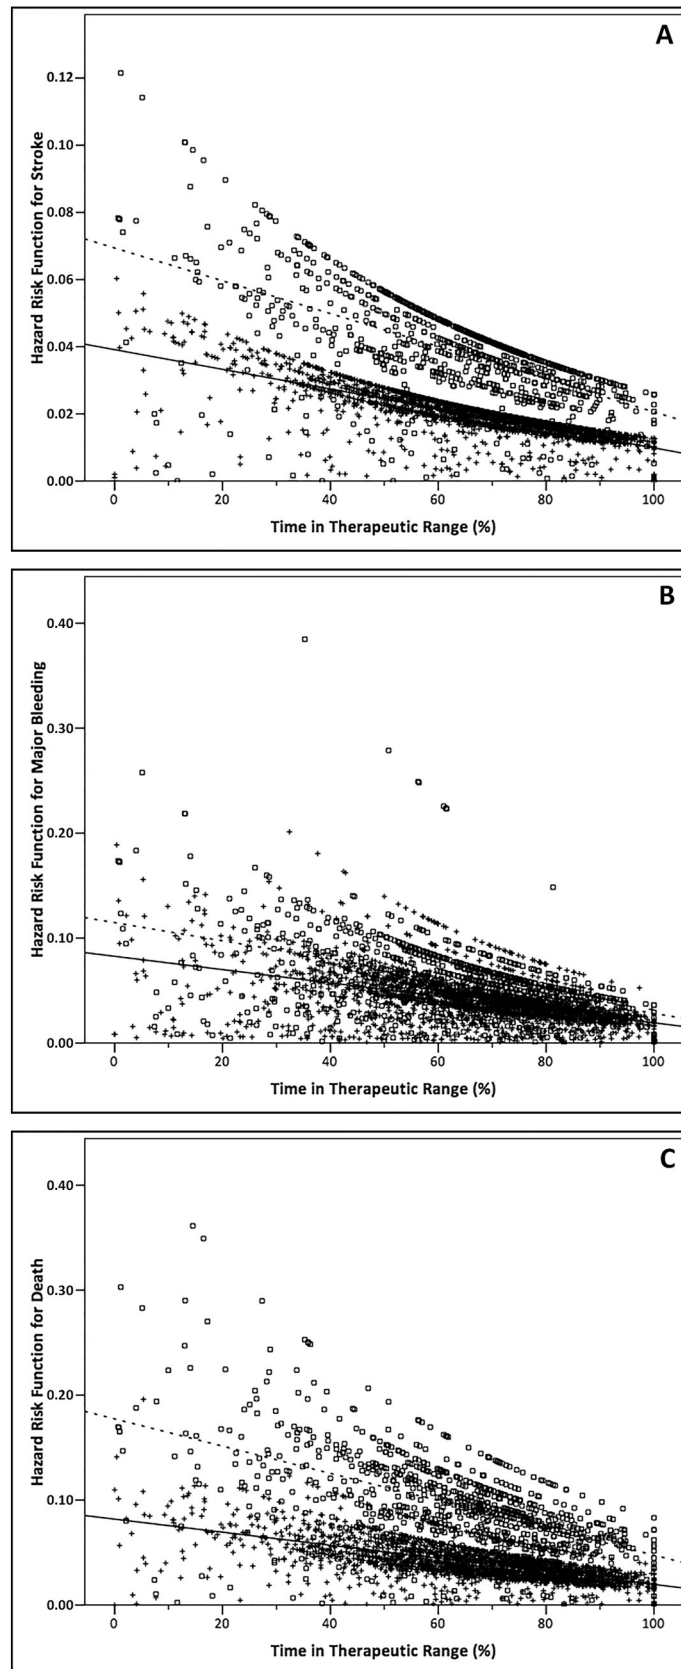 A
0.12
0.10
0.08
0.06
0.04
0.02
0.00
Hazard Risk Function for Stroke
0 20 40 60 80 100
Time in Therapeutic Range (%)
B
0.40
0.30
0.20
0.10
0.00
Hazard Risk Function for Major Bleeding
0 20 40 60 80 100
Time in Therapeutic Range (%)
C
0.40
0.30
0.20
0.10
0.00
Hazard Risk Function for Death
0 20 40 60 80 100
Time in Therapeutic Range (%)